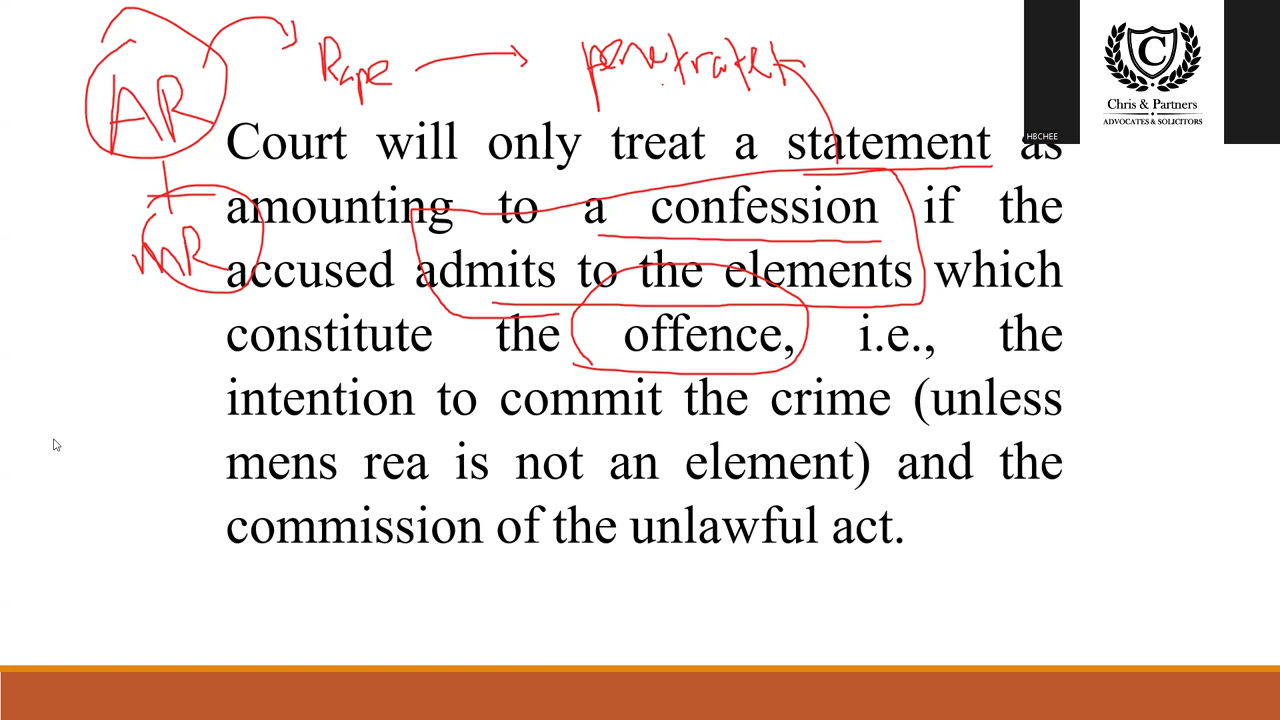 Rape
penetrated
AR
MR
C
Chris & Partners
ADVOCATES & SOLICITORS
HBCHEE
Court will only treat a statement as
amounting to a confession if the
accused admits to the elements which
constitute the offence, i.e., the
intention to commit the crime (unless
mens rea is not an element) and the
commission of the unlawful act.